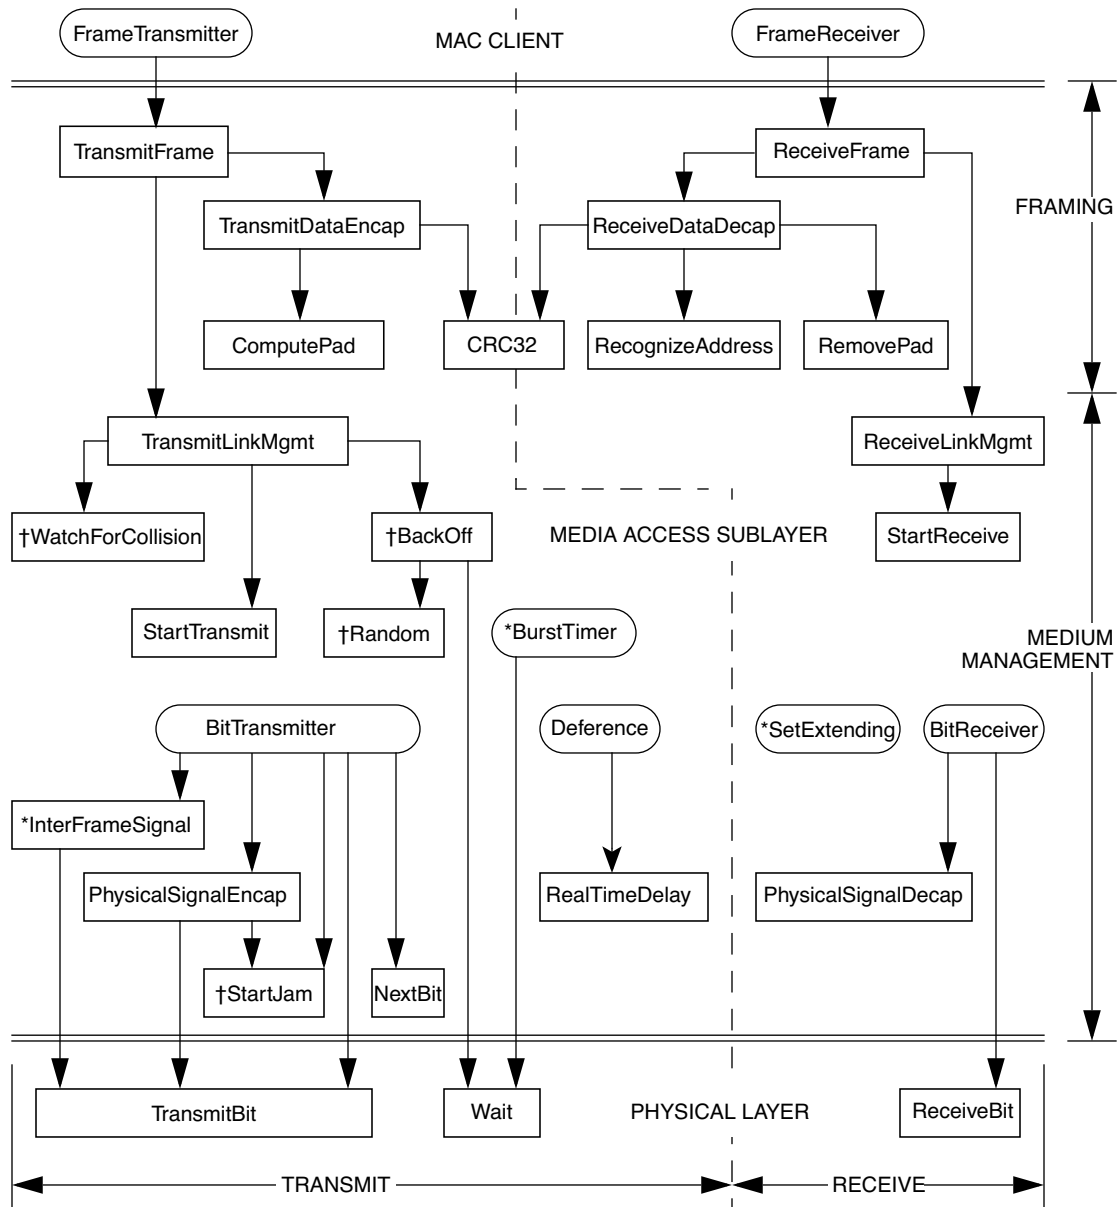 FrameTransmitter
MAC CLIENT
FrameReceiver
TransmitFrame
ReceiveFrame
TransmitDataEncap
ReceiveDataDecap
FRAMING
ComputePad
CRC32
RecognizeAddress
RemovePad
TransmitLinkMgmt
ReceiveLinkMgmt
†WatchForCollision
†BackOff
MEDIA ACCESS SUBLAYER
StartReceive
StartTransmit
†Random
*BurstTimer
MEDIUM
MANAGEMENT
BitTransmitter
Deference
*SetExtending
BitReceiver
*InterFrameSignal
PhysicalSignalEncap
RealTimeDelay
PhysicalSignalDecap
†StartJam
NextBit
TransmitBit
Wait
PHYSICAL LAYER
ReceiveBit
TRANSMIT
RECEIVE